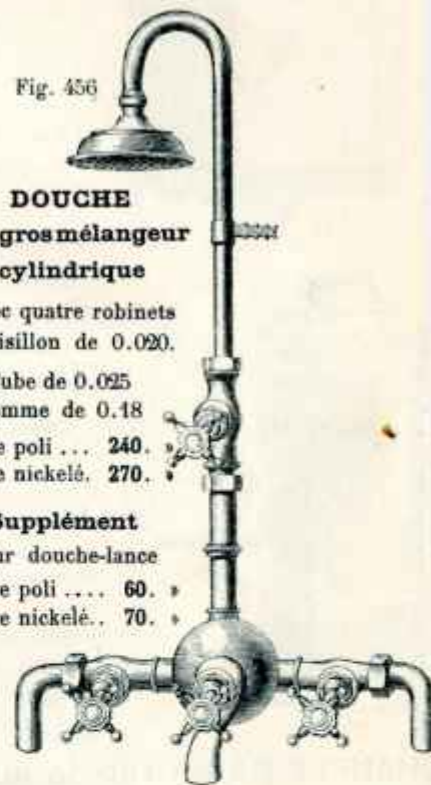 Fig. 456
DOUCHE
gros mélangeur
cylindrique
quatre robinets
de 0.020.
de 0.025
de 0.18
poli ... 240. »
nickelé. 270. »
Supplément
douche-lance
poli .... 60. »
nickelé.. 70. »